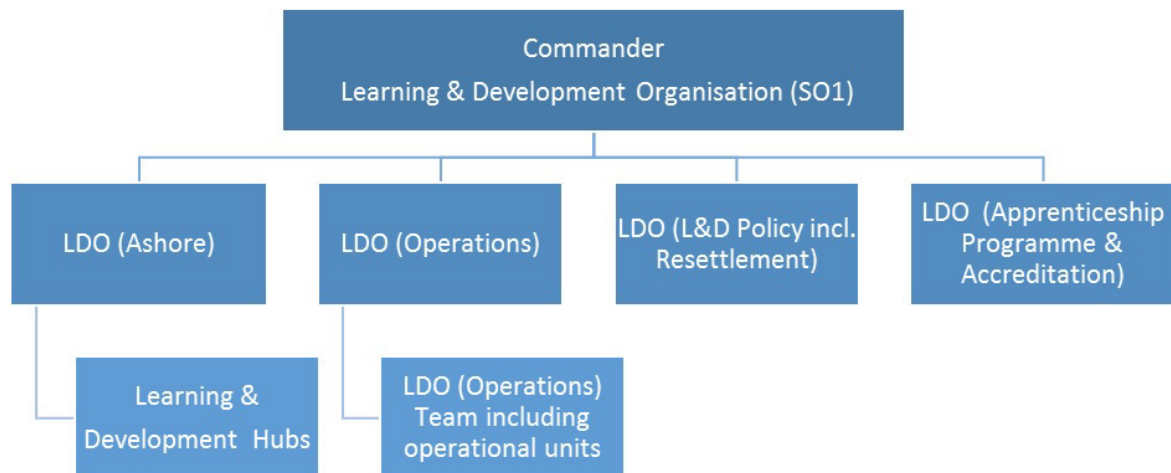 Commander
Learning & Development Organisation (SO1)
LDO (Ashore)
LDO (Operations)
LDO (L&D Policy incl.
Resettlement)
LDO (Apprenticeship
Programme &
Accreditation)
Learning &
Development Hubs
LDO (Operations)
Team including
operational units